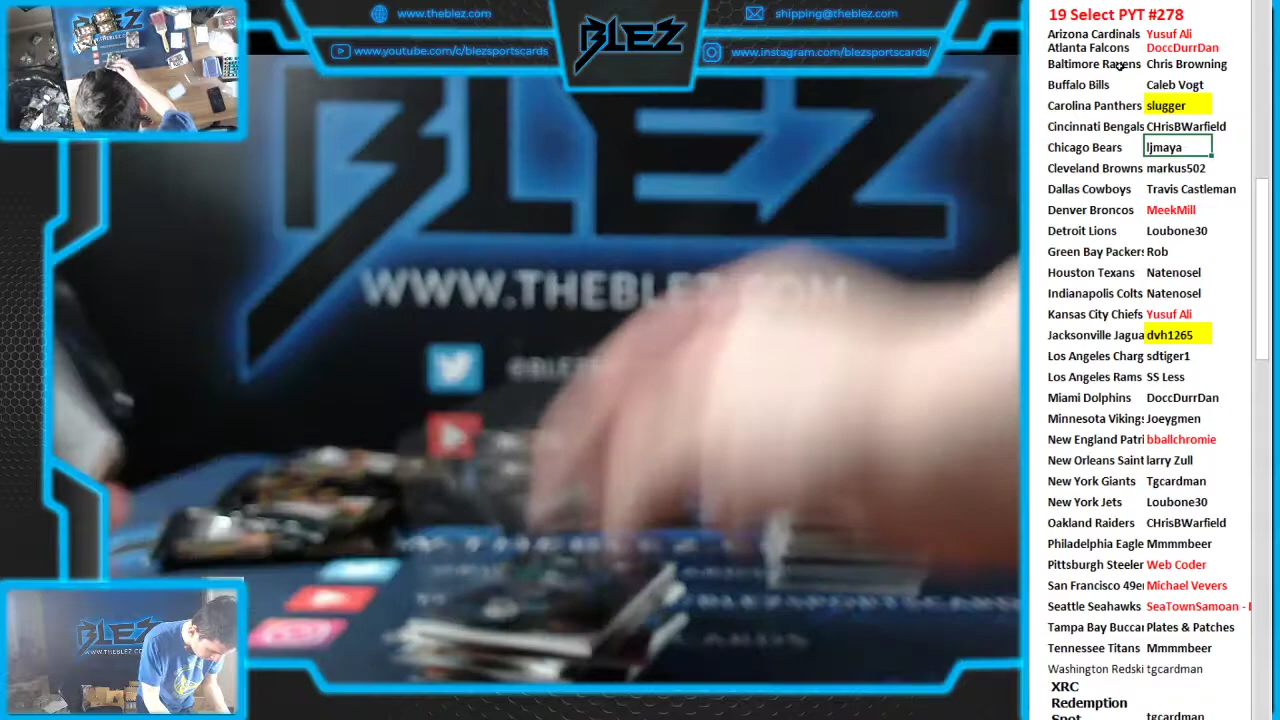 www.theblez.com
shipping@theblez.com
www.youtube.com/c/blezsportscards
www.instagram.com/blezsportscards/
BLEZ
BLEZ
WWW.THEBLEZ.COM
@BLEZ
BLEZ
19 Select PYT #278
Arizona Cardinals Yusuf Ali
Atlanta Falcons DoccDurrDan
Baltimore Ravens Chris Browning
Buffalo Bills Caleb Vogt
Carolina Panthers slugger
Cincinnati Bengals CHrisBWarfield
Chicago Bears ljmaya
Cleveland Browns markus502
Dallas Cowboys Travis Castleman
Denver Broncos MeekMill
Detroit Lions Loubone30
Green Bay Packers Rob
Houston Texans Natenosel
Indianapolis Colts Natenosel
Kansas City Chiefs Yusuf Ali
Jacksonville Jagua dvh1265
Los Angeles Charg sdtiger1
Los Angeles Rams SS Less
Miami Dolphins DoccDurrDan
Minnesota Vikings Joeygmen
New England Patri bballchromie
New Orleans Saint larry Zull
New York Giants Tgcardman
New York Jets Loubone30
Oakland Raiders CHrisBWarfield
Philadelphia Eagle Mmmmbeer
Pittsburgh Steeler Web Coder
San Francisco 49e Michael Vevers
Seattle Seahawks SeaTownSamoan -
Tampa Bay Buccar Plates & Patches
Tennessee Titans Mmmmbeer
Washington Redski tgcardman
XRC
Redemption
Spot tgcardman